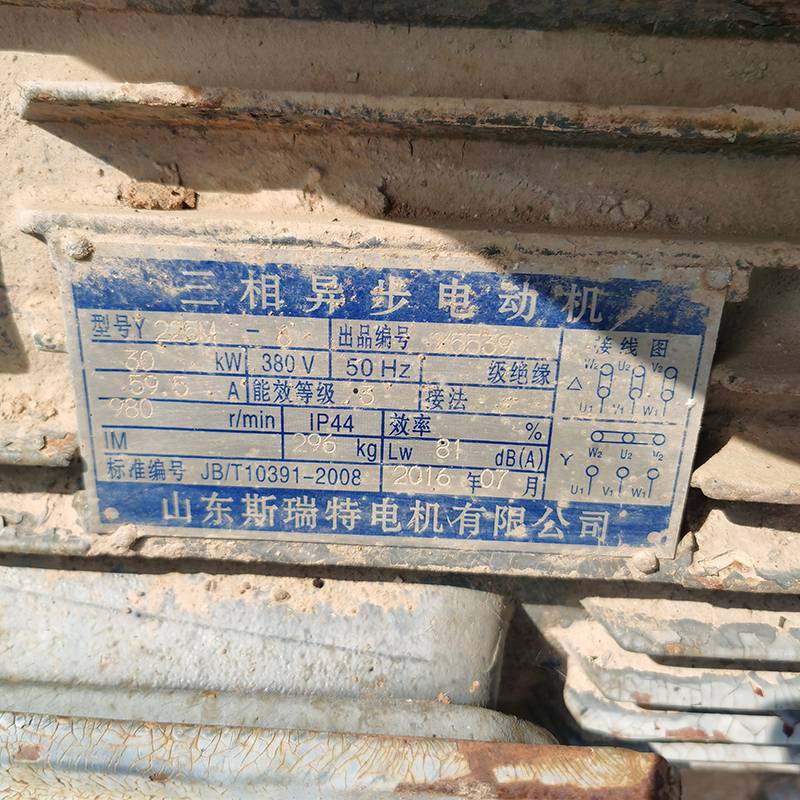 三相异步电动机
型号Y 225M - 6 出品编号 5539
30 kW 380 V 50 Hz 级绝缘
59.5 A 能效等级 3 接法
980 r/min IP44 效率 %
IM 296 kg Lw 81 dB(A)
标准编号 JB/T10391-2008 2016 年 07 月
接线图
W2 U2 V2
△
U1 V1 W1
W2 U2 V2
Y
U1 V1 W1
山东斯瑞特电机有限公司